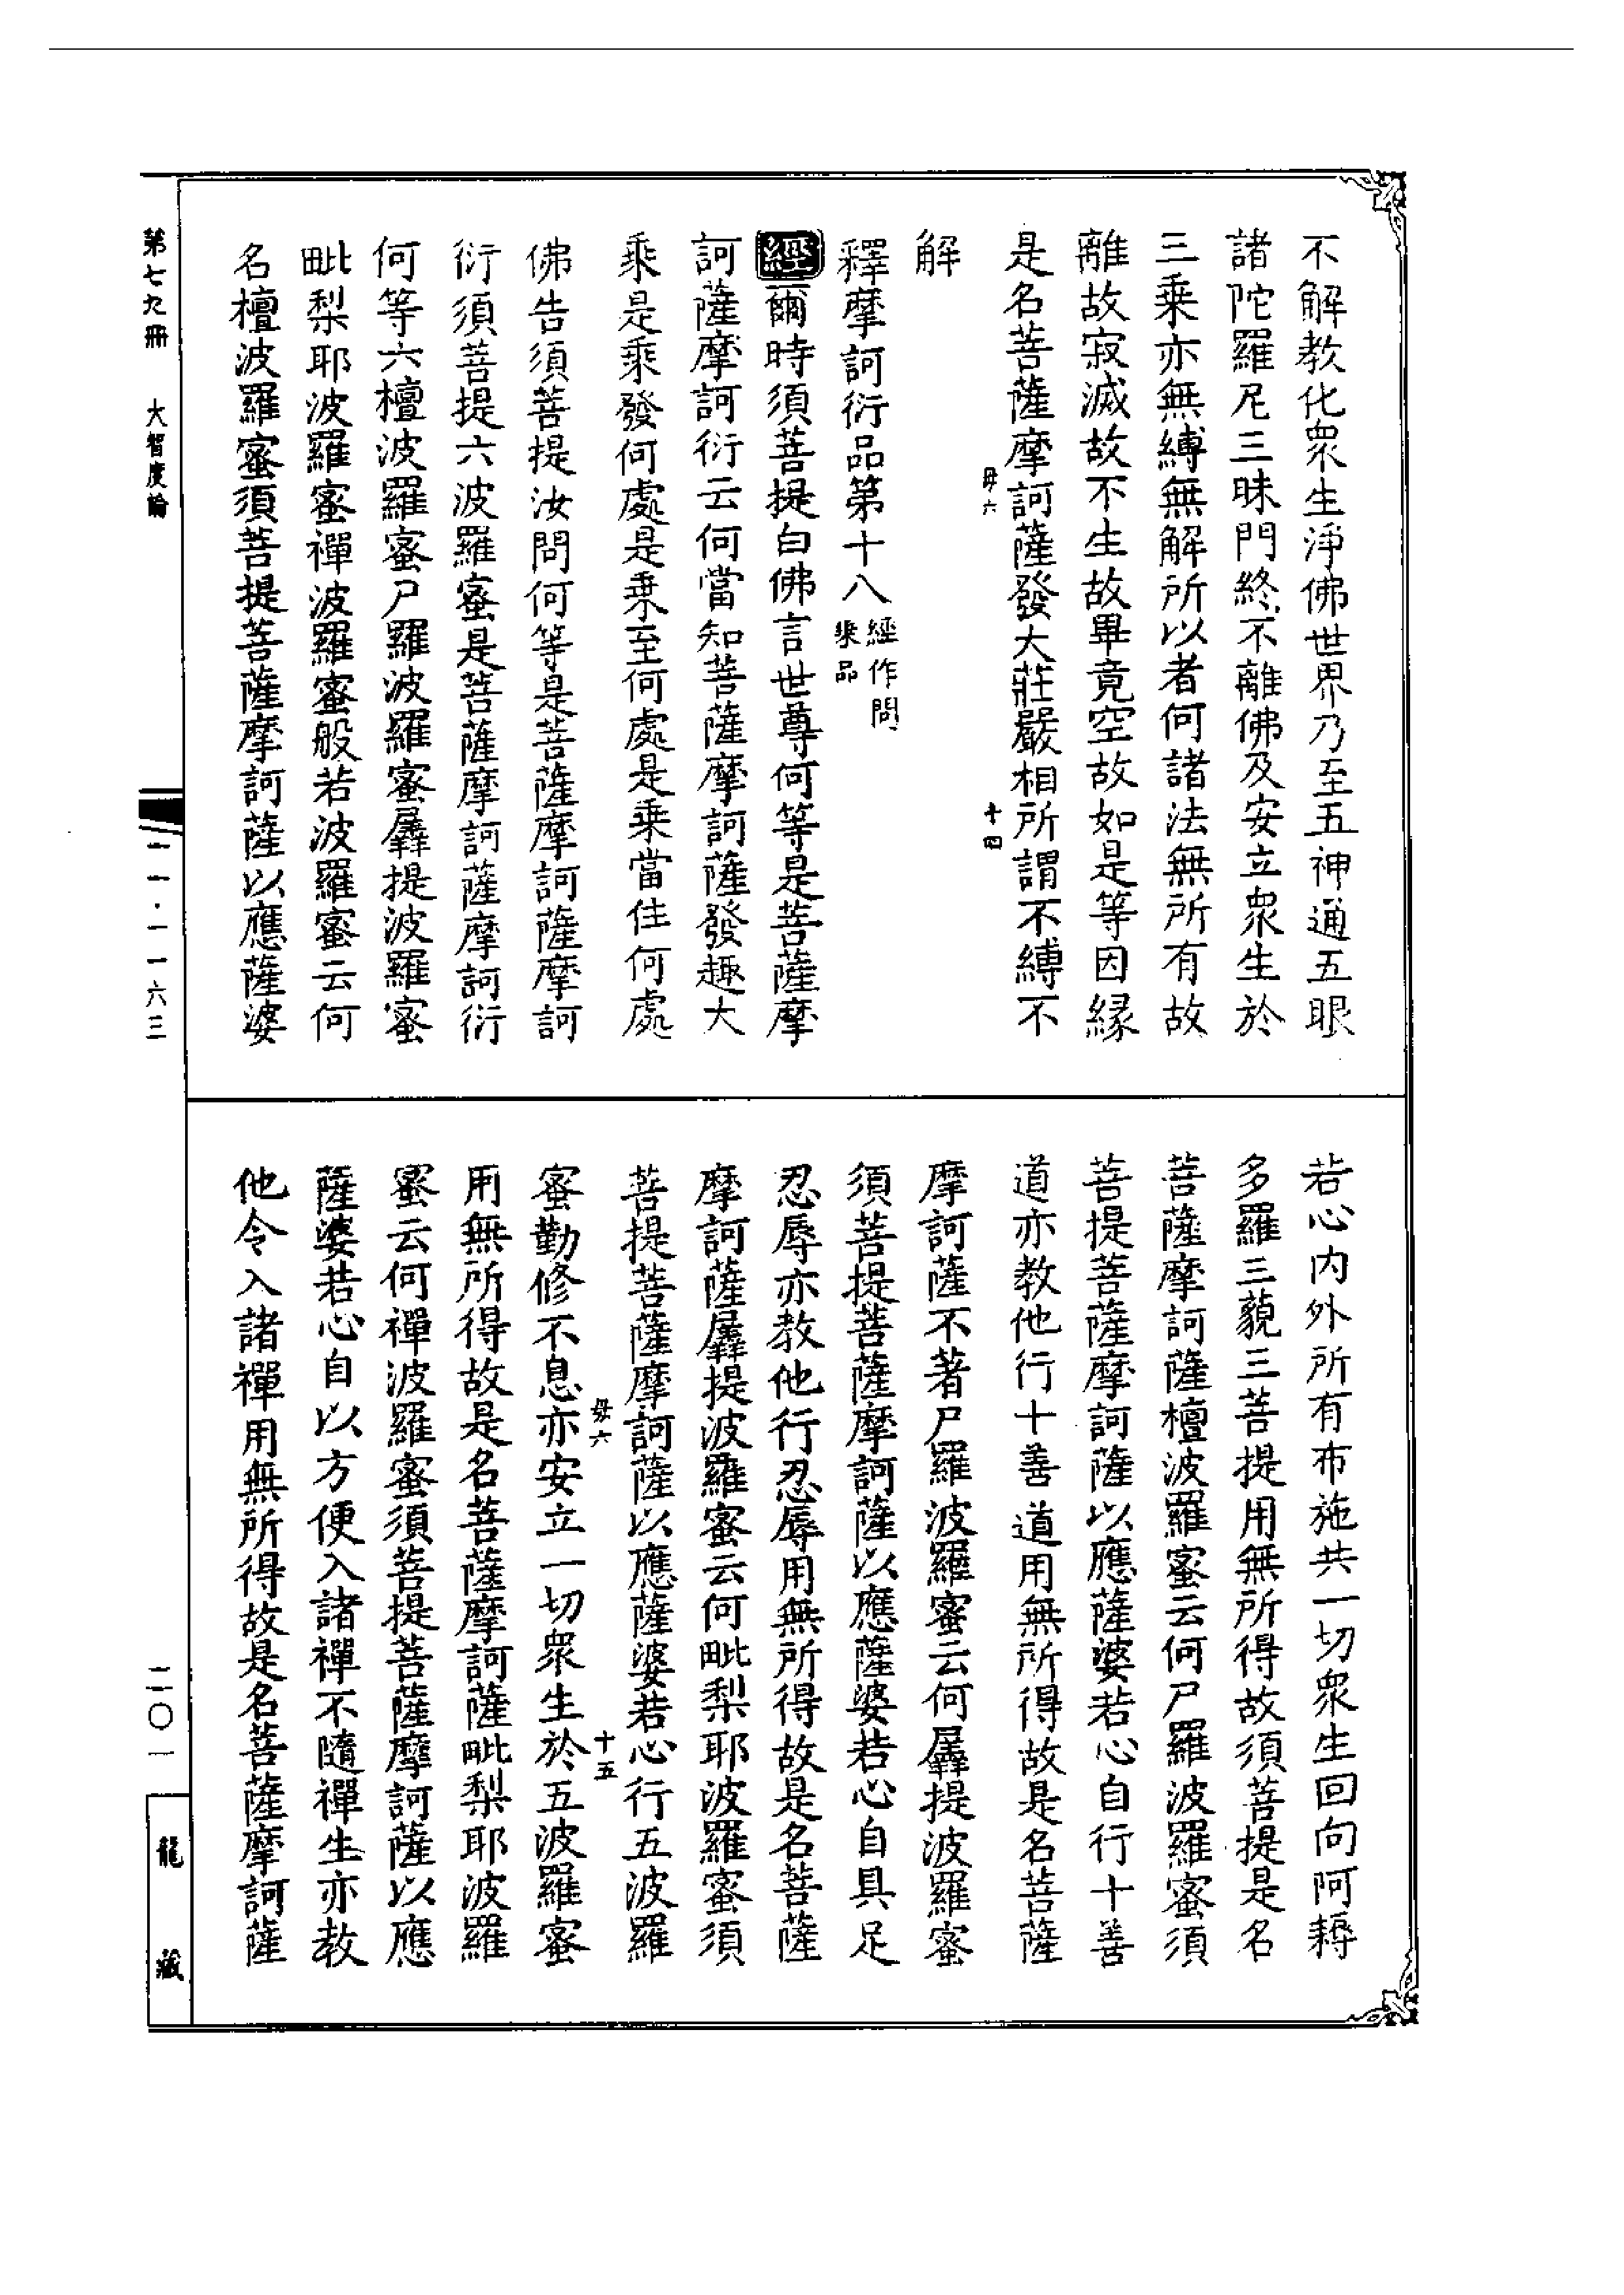 不解教化眾生淨佛世界乃至五神通五眼
諸陀羅尼三昧門終不離佛及安立眾生於
三乘亦無縛無解所以者何諸法無所有故
離故寂滅故不生故畢竟空故如是等因緣
是名菩薩摩訶薩發大莊嚴相所謂不縛不
毋六 十四
解
釋摩訶衍品第十八經作問乘品
經爾時須菩提白佛言世尊何等是菩薩摩
訶薩摩訶衍云何當知菩薩摩訶薩發趣大
乘是乘發何處是乘至何處是乘當住何處
佛告須菩提汝問何等是菩薩摩訶薩摩訶
衍須菩提六波羅蜜是菩薩摩訶薩摩訶衍
何等六檀波羅蜜尸羅波羅蜜羼提波羅蜜
毗梨耶波羅蜜禪波羅蜜般若波羅蜜云何
名檀波羅蜜須菩提菩薩摩訶薩以應薩婆
若心內外所有布施共一切眾生回向阿耨
多羅三藐三菩提用無所得故須菩提是名
菩薩摩訶薩檀波羅蜜云何尸羅波羅蜜須
菩提菩薩摩訶薩以應薩婆若心自行十善
道亦教他行十善道用無所得故是名菩薩
摩訶薩不著尸羅波羅蜜云何羼提波羅蜜
須菩提菩薩摩訶薩以應薩婆若心自具足
忍辱亦教他行忍辱用無所得故是名菩薩
摩訶薩羼提波羅蜜云何毗梨耶波羅蜜須
菩提菩薩摩訶薩以應薩婆若心行五波羅
毋六 十五
蜜勤修不息亦安立一切眾生於五波羅蜜
用無所得故是名菩薩摩訶薩毗梨耶波羅
蜜云何禪波羅蜜須菩提菩薩摩訶薩以應
薩婆若心自以方便入諸禪不隨禪生亦教
他令入諸禪用無所得故是名菩薩摩訶薩
第七九冊 大智度論
一一·一一六三
二〇一
龍藏